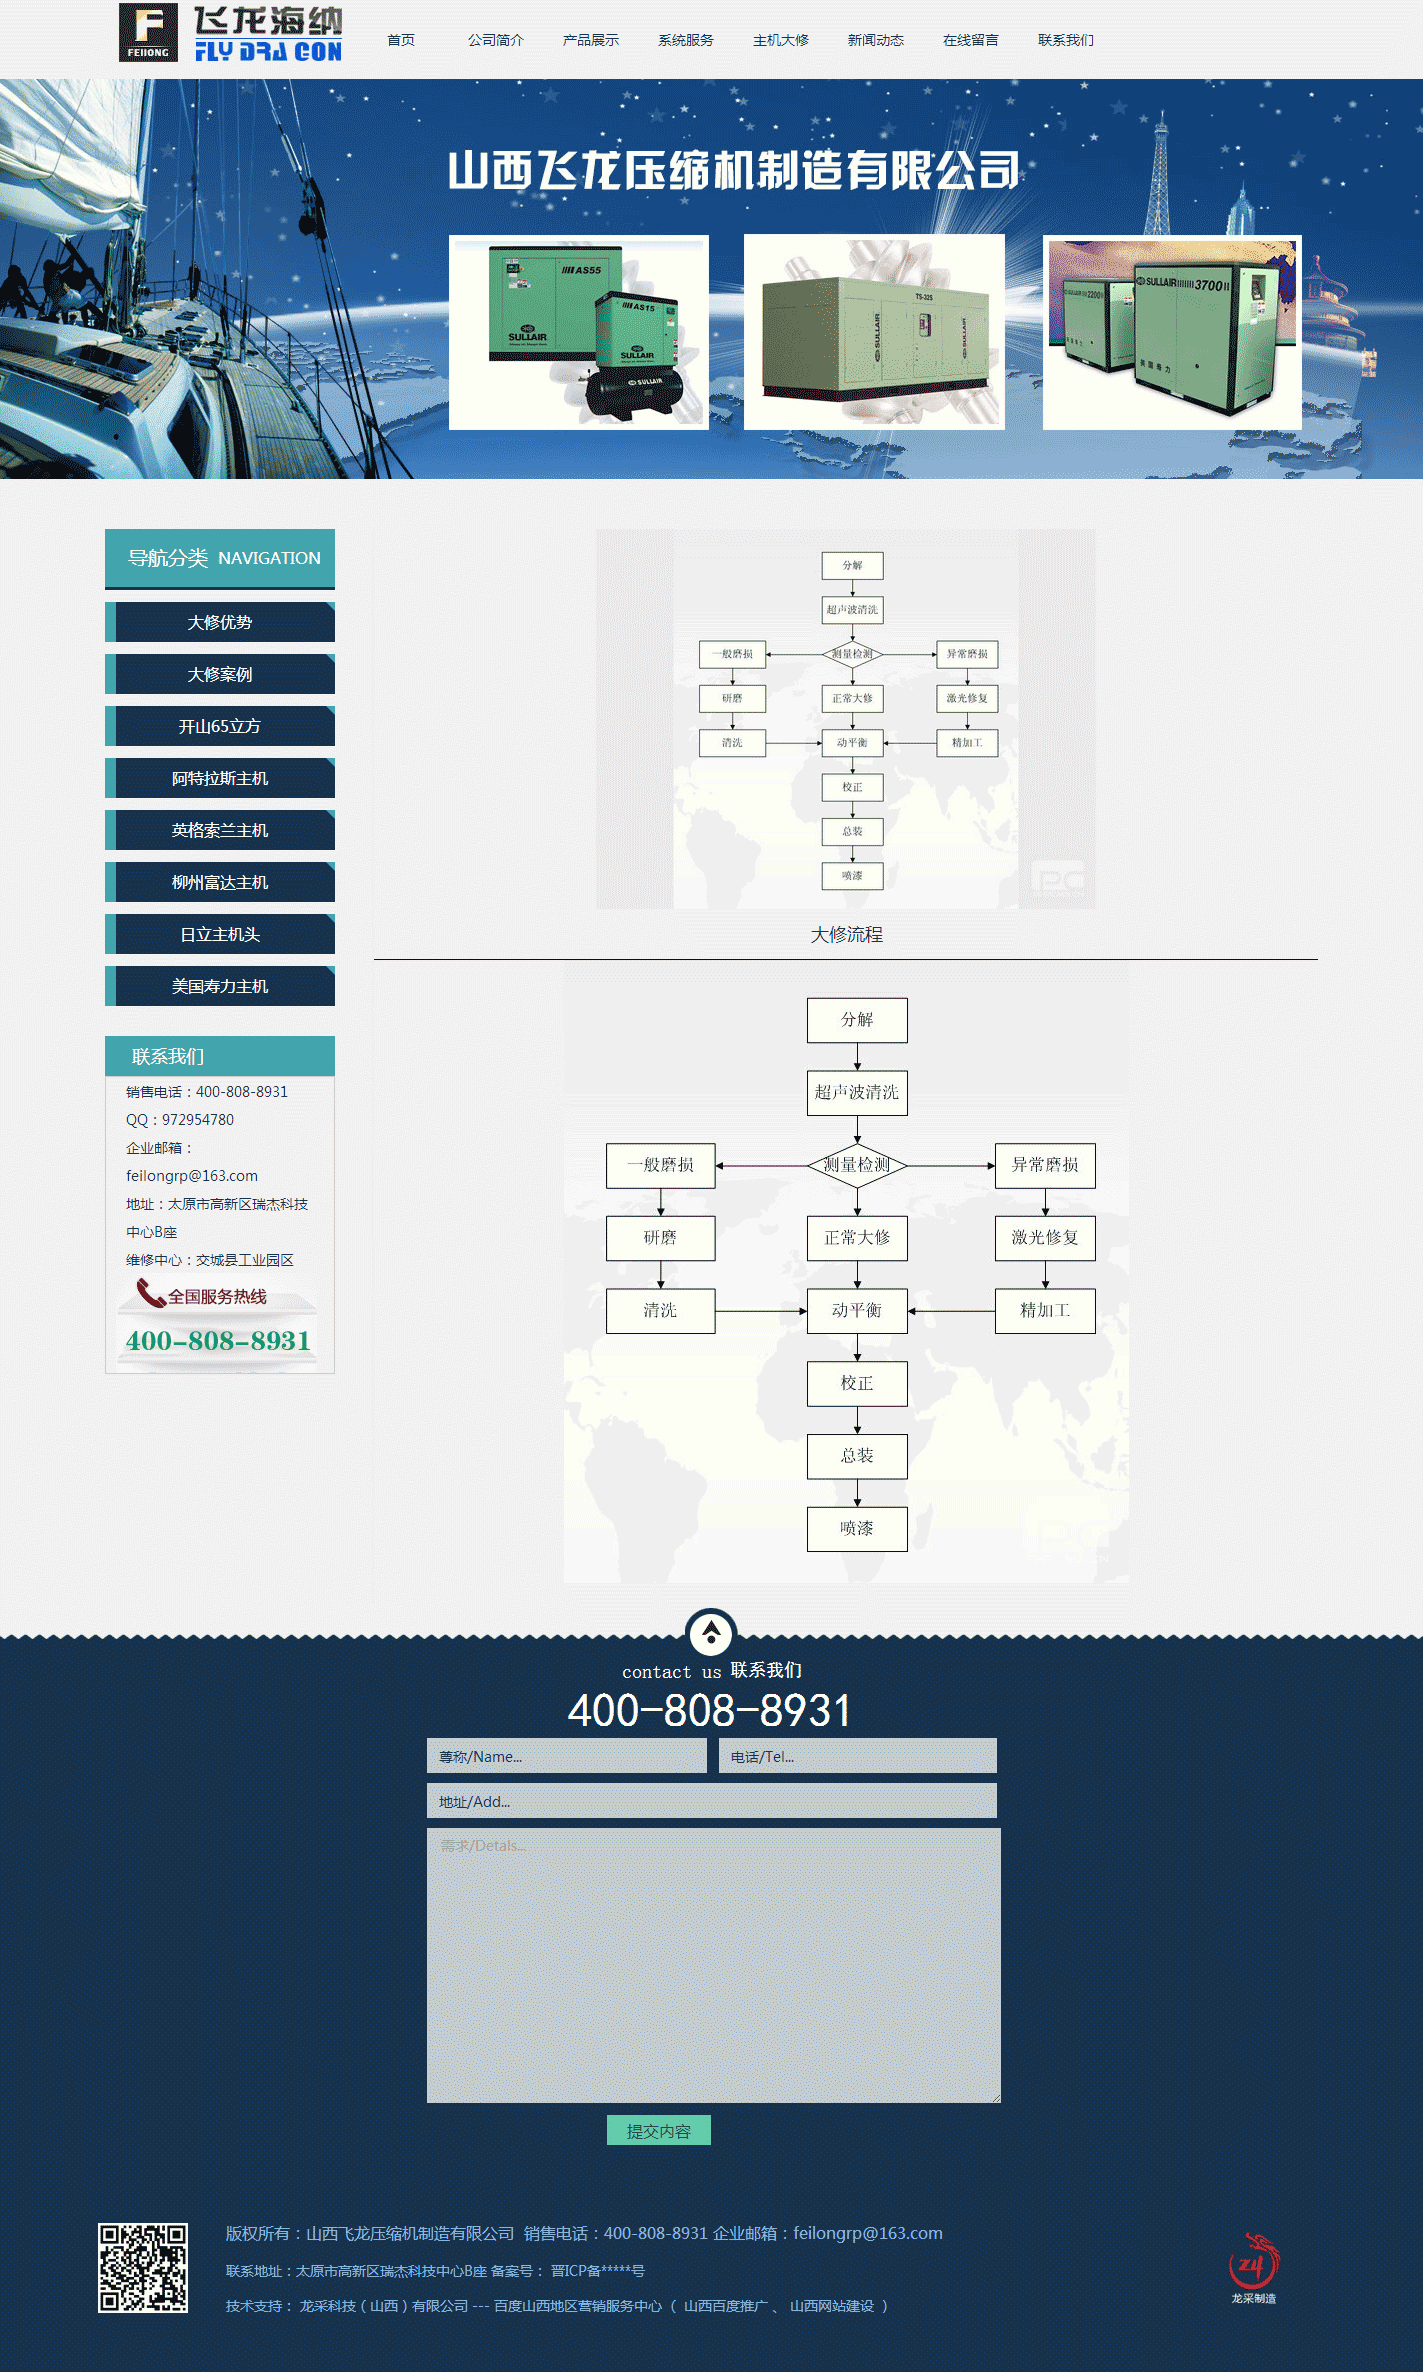 FEIIONG
飞龙海纳
FLY DRAGON
首页 公司简介 产品展示 系统服务 主机大修 新闻动态 在线留言 联系我们
山西飞龙压缩机制造有限公司
AS55
AS15
SULLAIR
SULLAIR
SULLAIR
TS-32S
SULLAIR
SULLAIR
SULLAIR 2200
SULLAIR 3700
美国寿力
导航分类 NAVIGATION
大修优势
大修案例
开山65立方
阿特拉斯主机
英格索兰主机
柳州富达主机
日立主机头
美国寿力主机
联系我们
销售电话：400-808-8931
QQ：972954780
企业邮箱：
feilongrp@163.com
地址：太原市高新区瑞杰科技
中心B座
维修中心：交城县工业园区
全国服务热线
400-808-8931
分解
超声波清洗
一般磨损 测量检测 异常磨损
研磨 正常大修 激光修复
清洗 动平衡 精加工
校正
总装
喷漆
大修流程
分解
超声波清洗
一般磨损 测量检测 异常磨损
研磨 正常大修 激光修复
清洗 动平衡 精加工
校正
总装
喷漆
contact us 联系我们
400-808-8931
尊称/Name... 电话/Tel...
地址/Add...
需求/Detals...
提交内容
版权所有：山西飞龙压缩机制造有限公司 销售电话：400-808-8931 企业邮箱：feilongrp@163.com
联系地址：太原市高新区瑞杰科技中心B座 备案号： 晋ICP备*****号
技术支持： 龙采科技（山西）有限公司 --- 百度山西地区营销服务中心 （ 山西百度推广 、 山西网站建设 ）
龙采制造